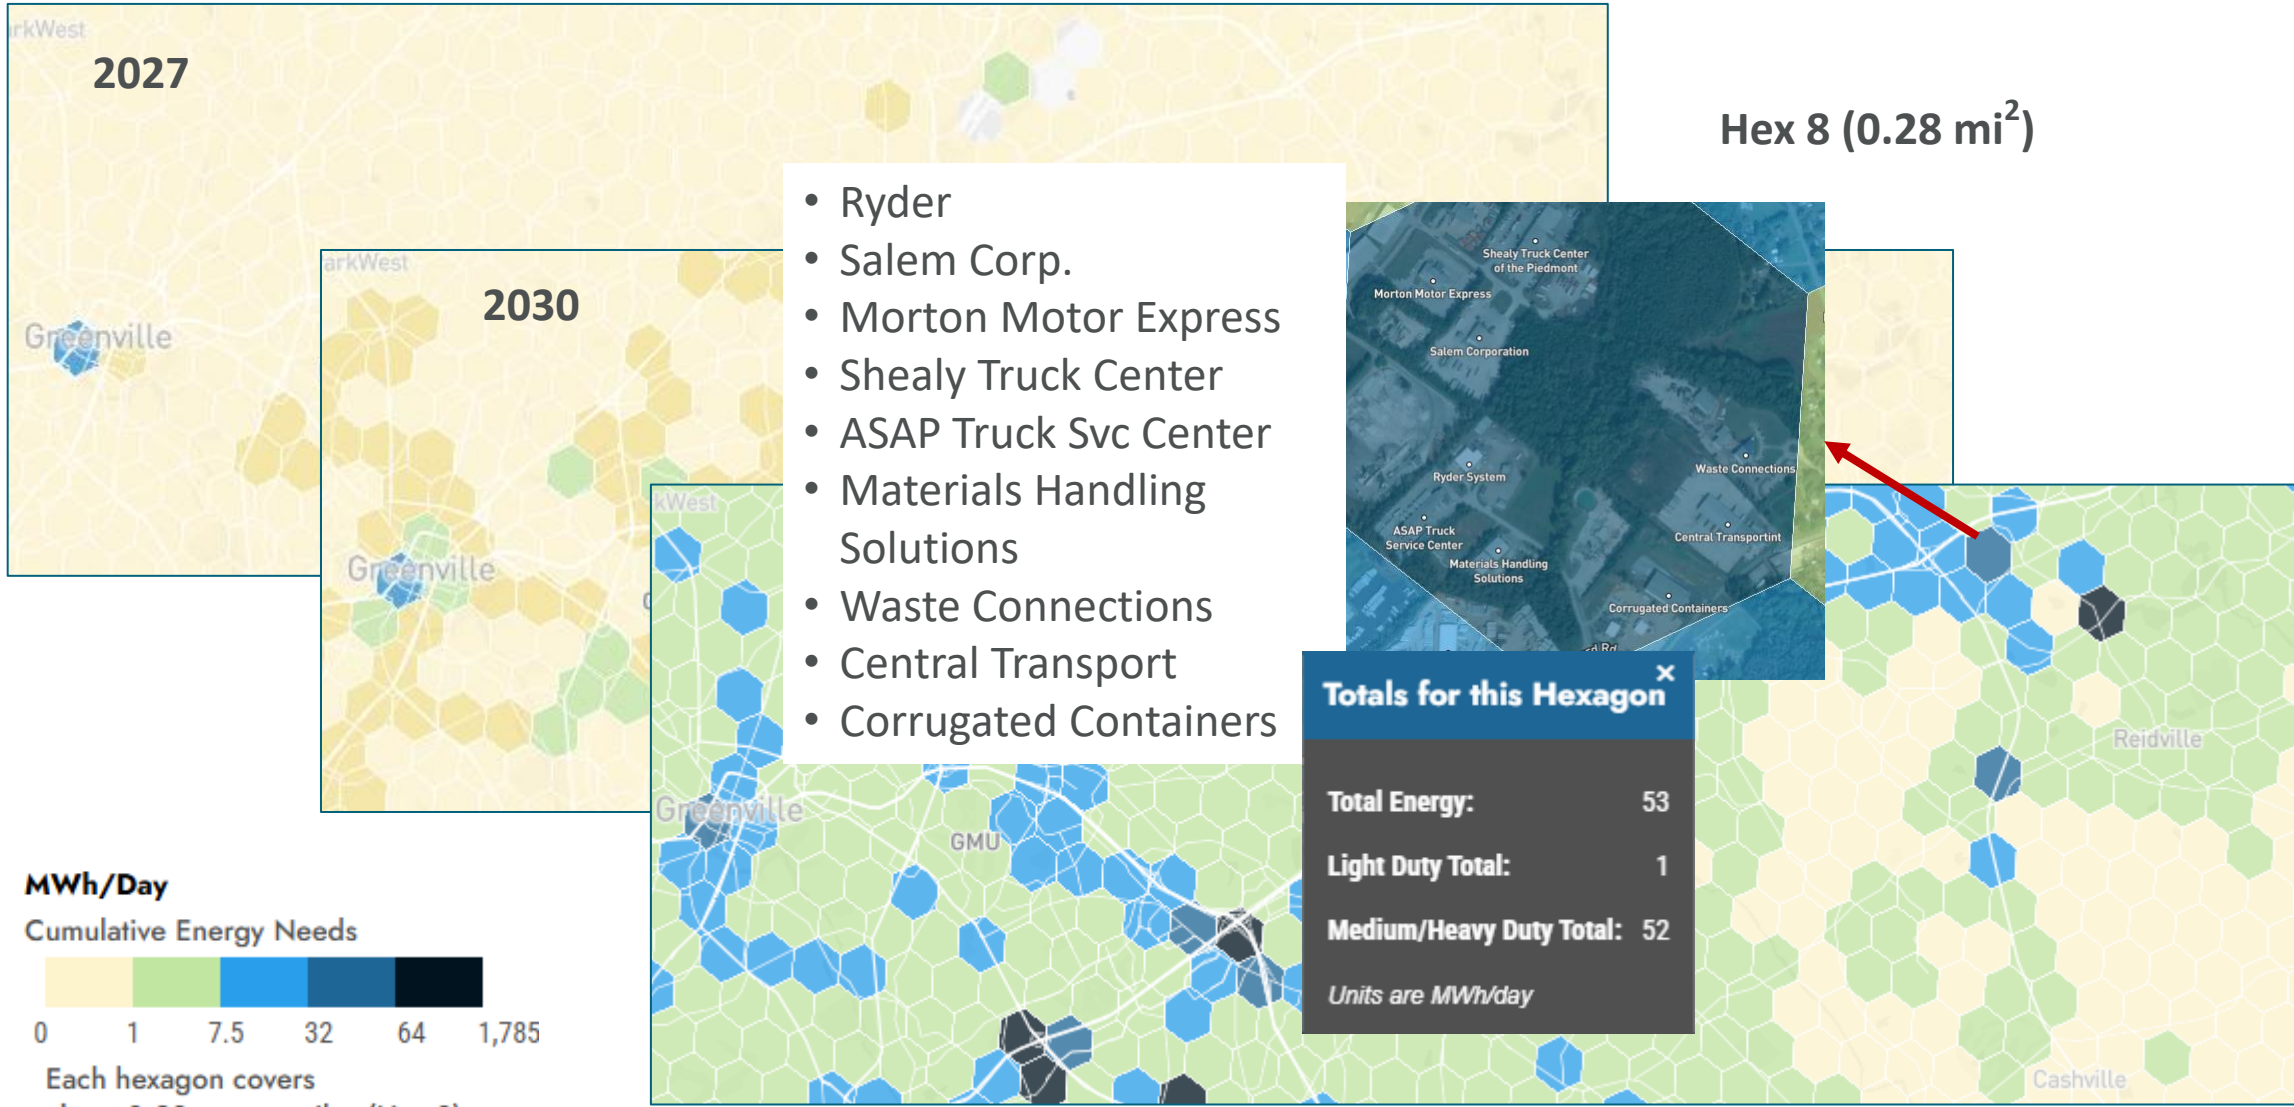 rkWest
2027
Hex 8 (0.28 mi²)
• Ryder
• Salem Corp.
• Morton Motor Express
• Shealy Truck Center
• ASAP Truck Svc Center
• Materials Handling
Solutions
• Waste Connections
• Central Transport
• Corrugated Containers
Greenville
arkWest
2030
Greenville
kWest
Greenville
GMU
Reidville
Cashville
Shealy Truck Center
of the Piedmont
Morton Motor Express
Salem Corporation
Ryder System
Waste Connections
ASAP Truck
Service Center
Central Transportint
Materials Handling
Solutions
Corrugated Containers
rd Rd
Totals for this Hexagon ×
Total Energy: 53
Light Duty Total: 1
Medium/Heavy Duty Total: 52
Units are MWh/day
MWh/Day
Cumulative Energy Needs
0 1 7.5 32 64 1,785
Each hexagon covers